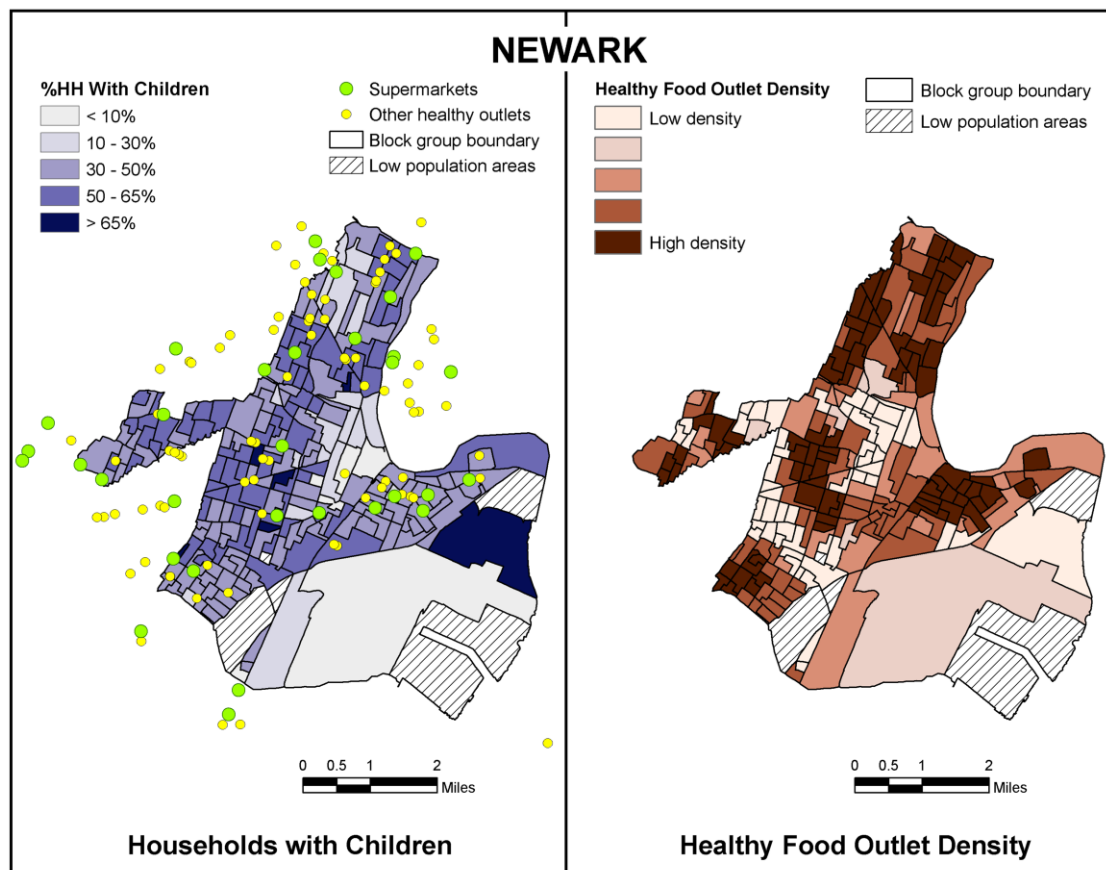 NEWARK
%HH With Children
< 10%
10 - 30%
30 - 50%
50 - 65%
> 65%
Supermarkets
Other healthy outlets
Block group boundary
Low population areas
0 0.5 1 2
Miles
Households with Children
Healthy Food Outlet Density
Low density
High density
Block group boundary
Low population areas
0 0.5 1 2
Miles
Healthy Food Outlet Density